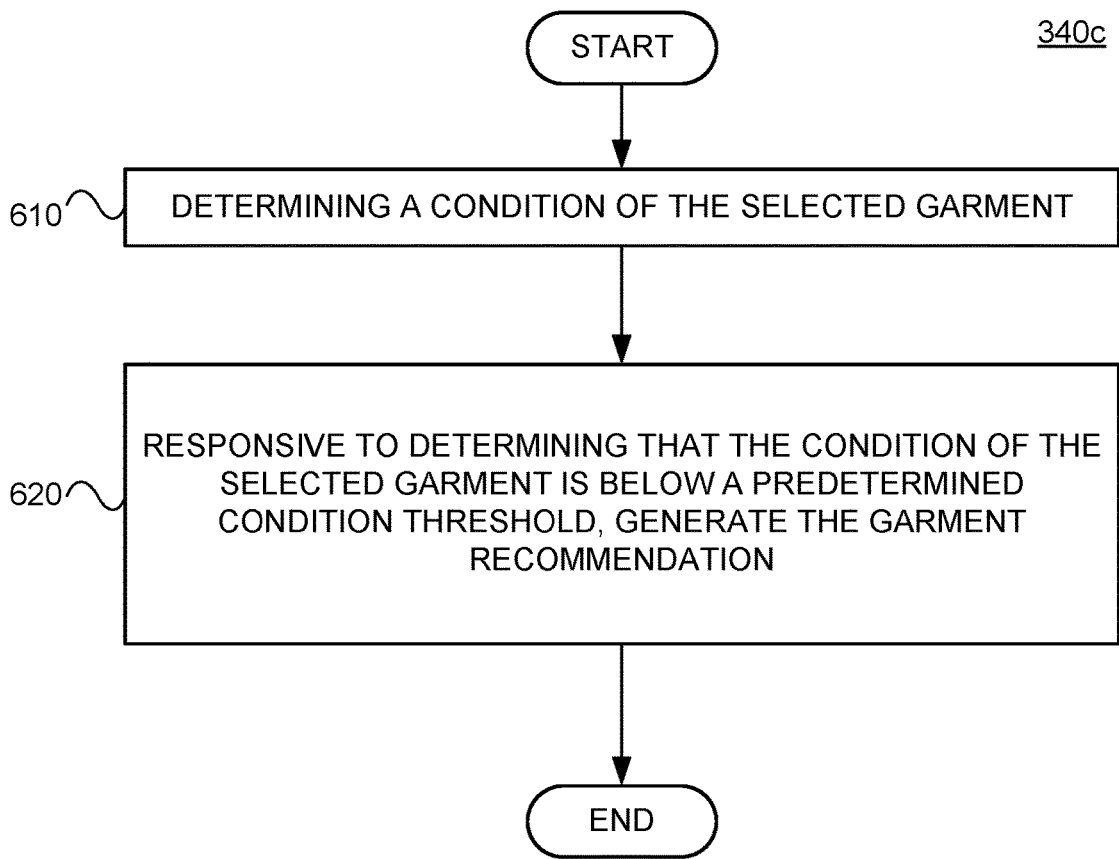 START
340c
610
DETERMINING A CONDITION OF THE SELECTED GARMENT
620
RESPONSIVE TO DETERMINING THAT THE CONDITION OF THE
SELECTED GARMENT IS BELOW A PREDETERMINED
CONDITION THRESHOLD, GENERATE THE GARMENT
RECOMMENDATION
END